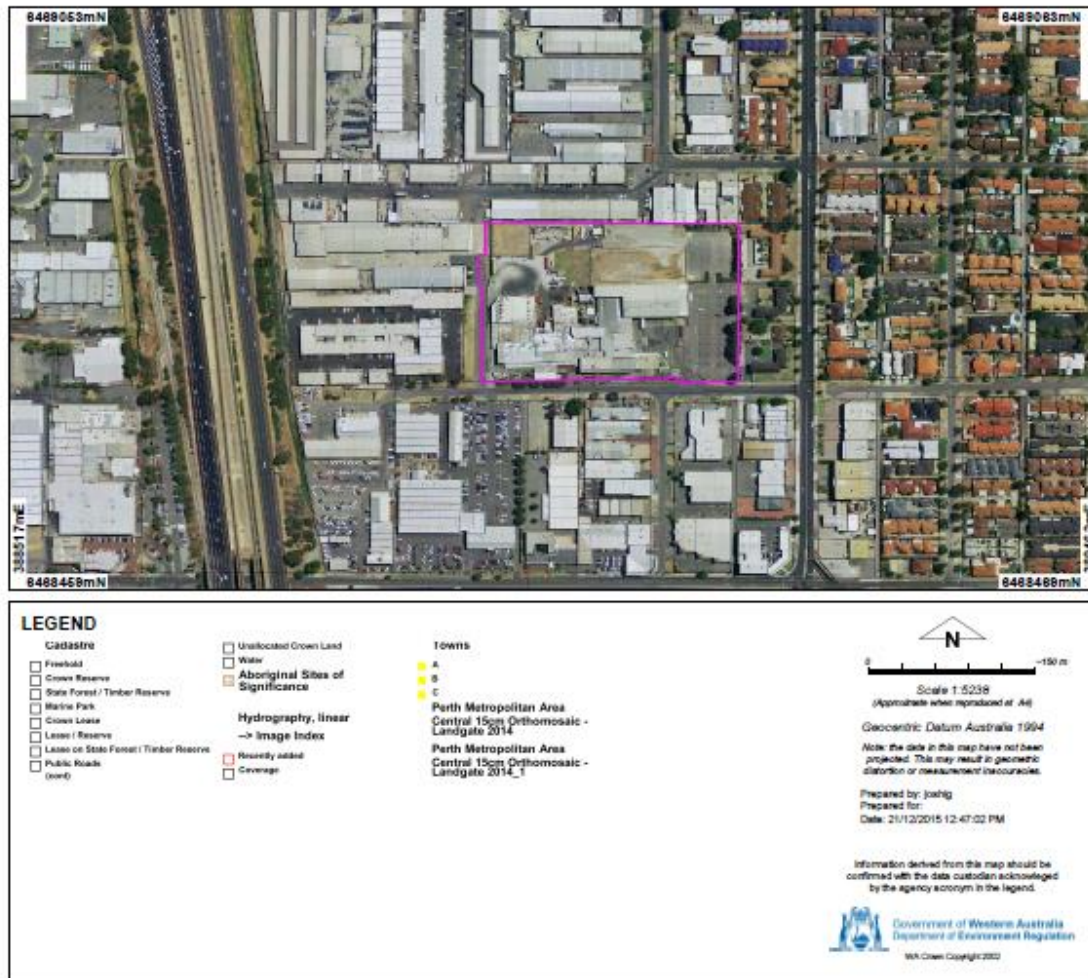 6469053mN
6469063mN
388517mE
6468459mN
6468469mN
LEGEND
Cadastre
Freehold
Crown Reserve
State Forest / Timber Reserve
Marine Park
Crown Lease
Lease / Reserve
Lease on State Forest / Timber Reserve
Public Roads
(cont)
Unallocated Crown Land
Water
Aboriginal Sites of
Significance
Hydrography, linear
--> Image Index
Recently added
Coverage
Towns
A
B
C
Perth Metropolitan Area
Central 15cm Orthomosaic -
Landgate 2014
Perth Metropolitan Area
Central 15cm Orthomosaic -
Landgate 2014_1
N
0
~150 m
Scale 1:5238
(Approximate when reproduced at A4)
Geocentric Datum Australia 1994
Note: the data in this map have not been
projected. This may result in geometric
distortion or measurement inaccuracies.
Prepared by: joshig
Prepared for:
Date: 21/12/2015 12:47:02 PM
Information derived from this map should be
confirmed with the data custodian acknowleged
by the agency acronym in the legend.
Government of Western Australia
Department of Environment Regulation
WA Crown Copyright 2002